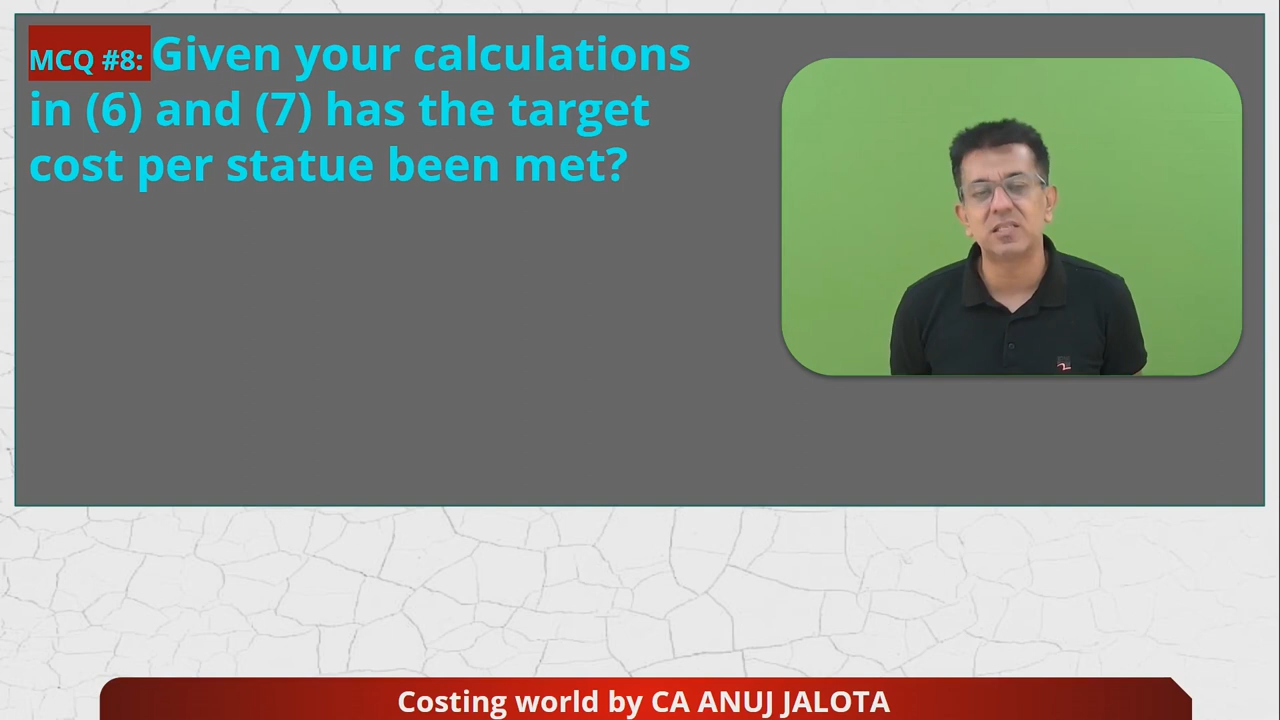 MCQ #8: Given your calculations
in (6) and (7) has the target
cost per statue been met?
Costing world by CA ANUJ JALOTA